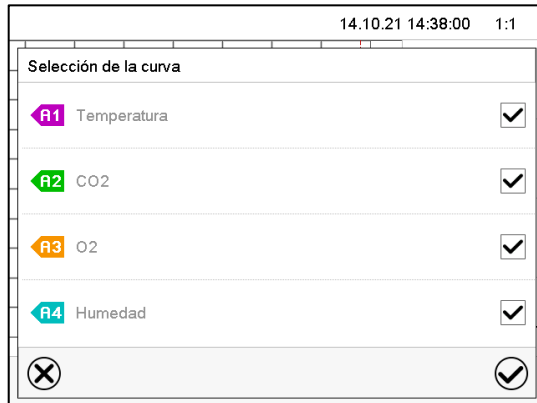 14.10.21 14:38:00 1:1
Selección de la curva
A1 Temperatura
A2 CO2
A3 O2
A4 Humedad